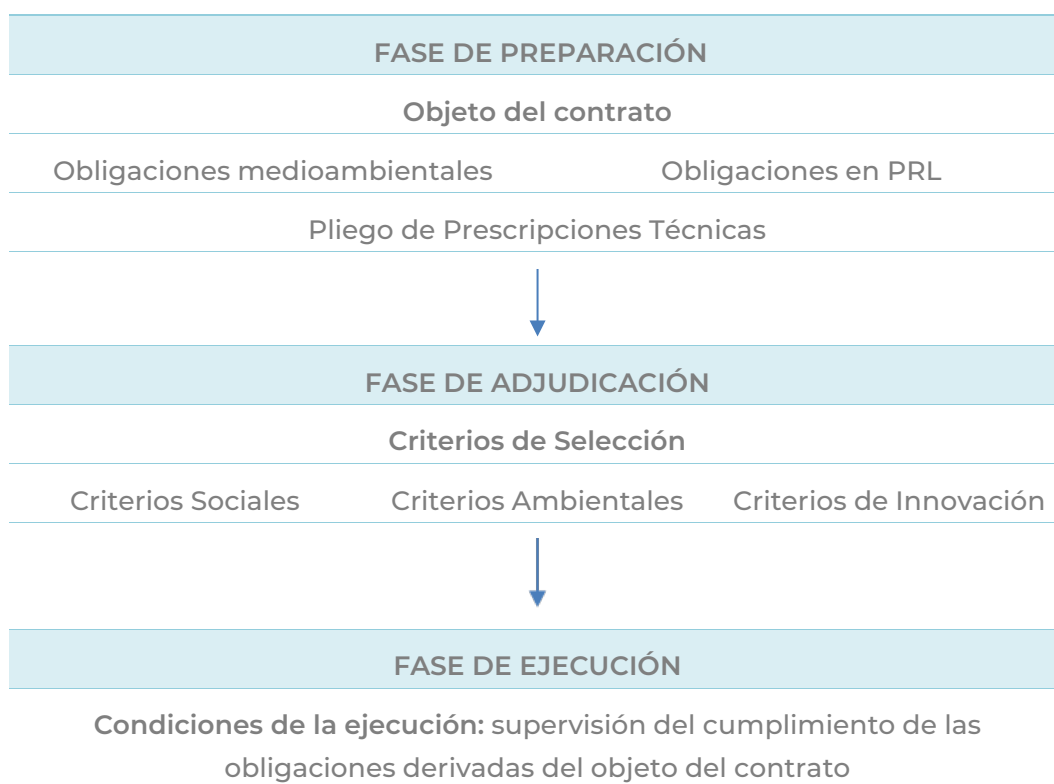 FASE DE PREPARACIÓN
Objeto del contrato
Obligaciones medioambientales Obligaciones en PRL
Pliego de Prescripciones Técnicas
FASE DE ADJUDICACIÓN
Criterios de Selección
Criterios Sociales Criterios Ambientales Criterios de Innovación
FASE DE EJECUCIÓN
Condiciones de la ejecución: supervisión del cumplimiento de las
obligaciones derivadas del objeto del contrato